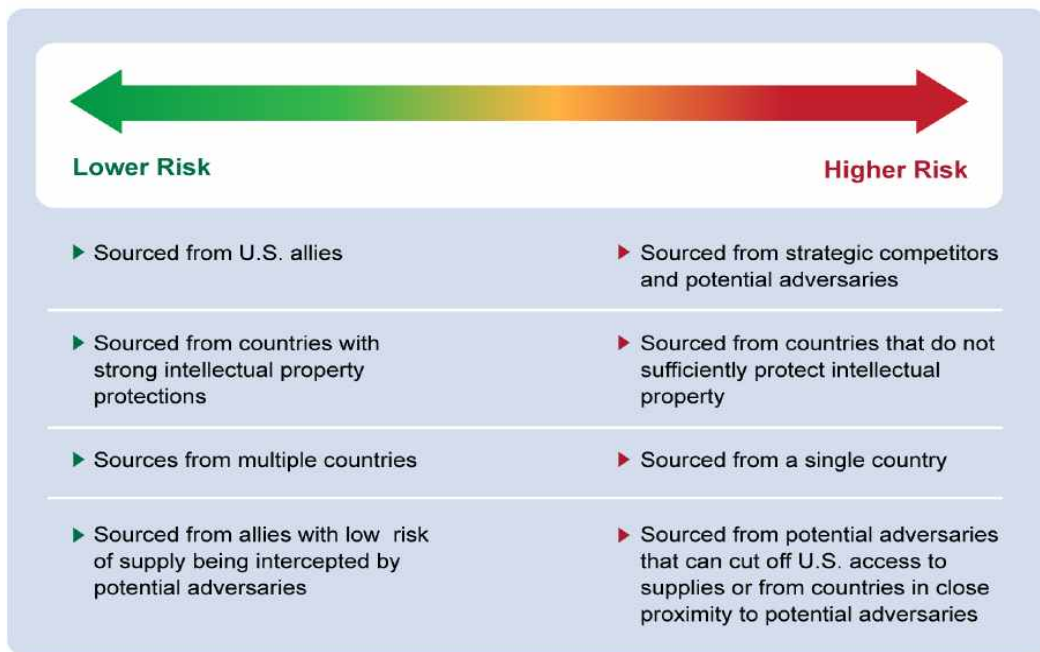 Lower Risk
Higher Risk
Sourced from U.S. allies
Sourced from strategic competitors
and potential adversaries
Sourced from countries with
strong intellectual property
protections
Sourced from countries that do not
sufficiently protect intellectual
property
Sources from multiple countries
Sourced from a single country
Sourced from allies with low risk
of supply being intercepted by
potential adversaries
Sourced from potential adversaries
that can cut off U.S. access to
supplies or from countries in close
proximity to potential adversaries